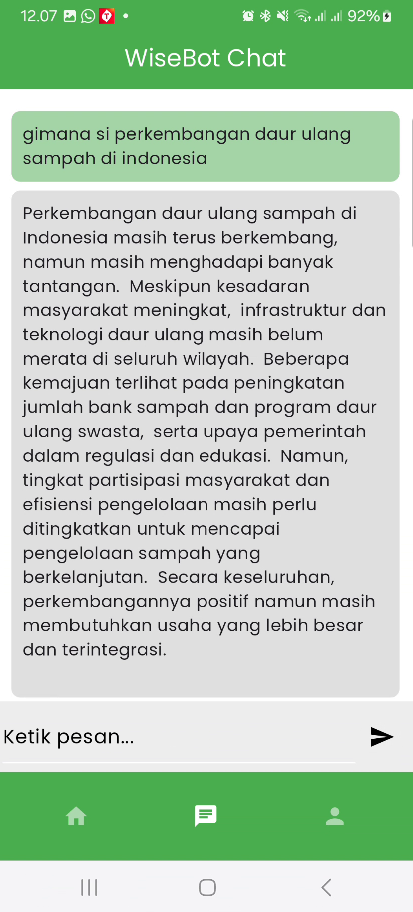 12.07
92%
WiseBot Chat
gimana si perkembangan daur ulang
sampah di indonesia
Perkembangan daur ulang sampah di
Indonesia masih terus berkembang,
namun masih menghadapi banyak
tantangan. Meskipun kesadaran
masyarakat meningkat, infrastruktur dan
teknologi daur ulang masih belum
merata di seluruh wilayah. Beberapa
kemajuan terlihat pada peningkatan
jumlah bank sampah dan program daur
ulang swasta, serta upaya pemerintah
dalam regulasi dan edukasi. Namun,
tingkat partisipasi masyarakat dan
efisiensi pengelolaan masih perlu
ditingkatkan untuk mencapai
pengelolaan sampah yang
berkelanjutan. Secara keseluruhan,
perkembangannya positif namun masih
membutuhkan usaha yang lebih besar
dan terintegrasi.
Ketik pesan...